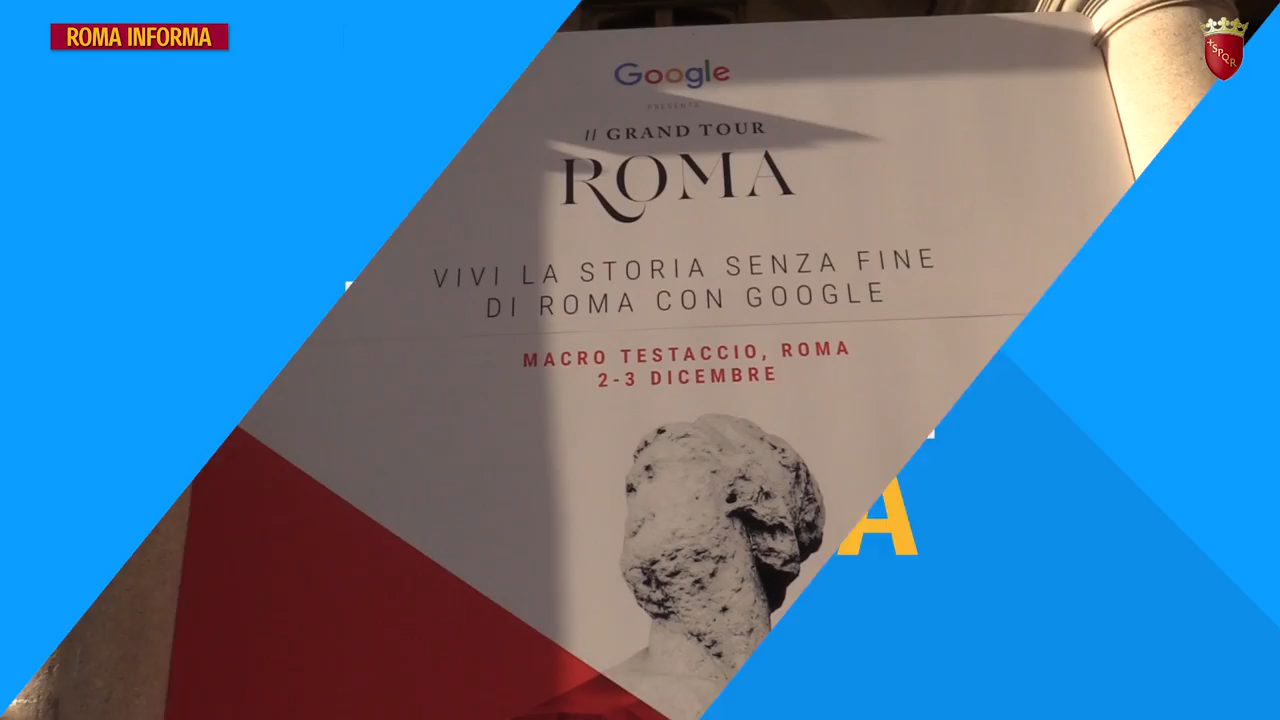 ROMA INFORMA
SPQR
Google
PRESENTA
Il GRAND TOUR
ROMA
VIVI LA STORIA SENZA FINE
DI ROMA CON GOOGLE
MACRO TESTACCIO, ROMA
2-3 DICEMBRE
A